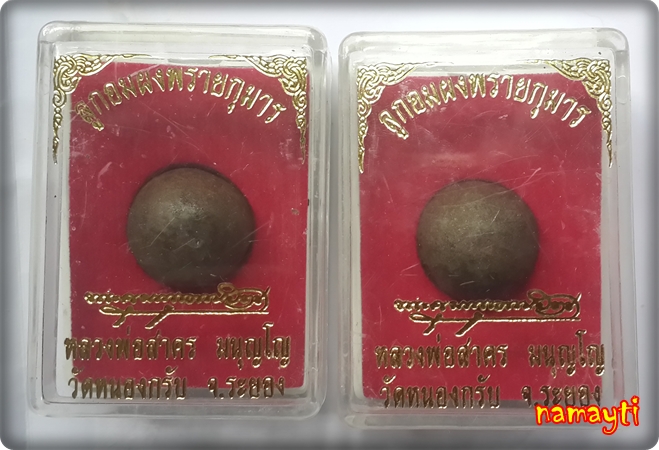 ลูกอมผงพรายกุมาร
หลวงพ่อสาคร มนุญโญ
วัดหนองกรับ จ.ระยอง
ลูกอมผงพรายกุมาร
หลวงพ่อสาคร มนุญโญ
วัดหนองกรับ จ.ระยอง
namayti